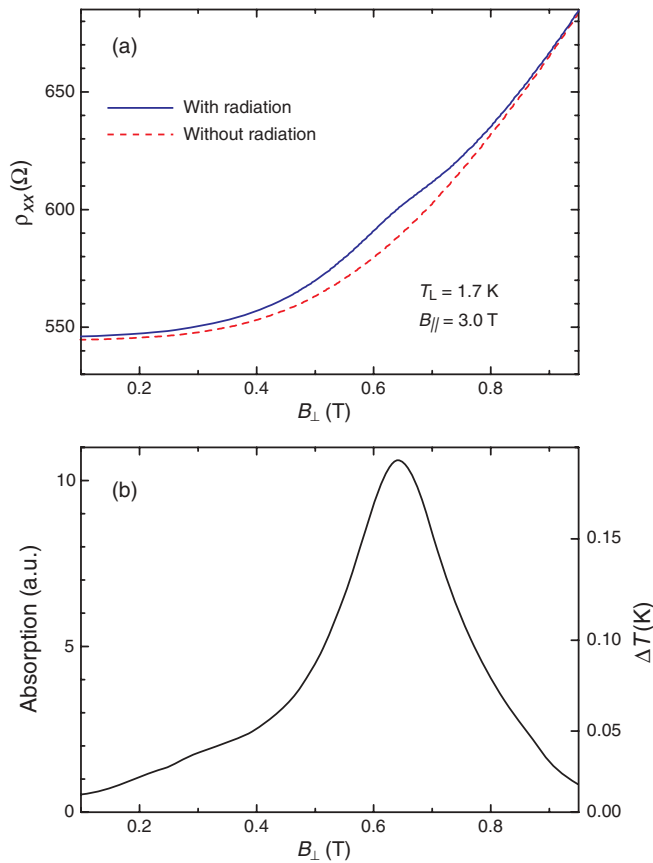 (a)
650
600
550
ρxx(Ω)
With radiation
Without radiation
TL = 1.7 K
B// = 3.0 T
0.2 0.4 0.6 0.8
B⊥ (T)
(b)
10
5
0
Absorption (a.u.)
0.15
0.10
0.05
0.00
ΔT(K)
0.2 0.4 0.6 0.8
B⊥ (T)